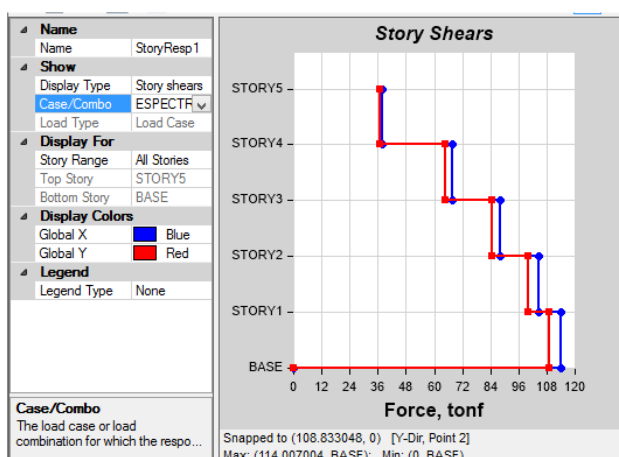 Name
Name StoryResp1
Show
Display Type Story shears
Case/Combo ESPECTR
Load Type Load Case
Display For
Story Range All Stories
Top Story STORY5
Bottom Story BASE
Display Colors
Global X Blue
Global Y Red
Legend
Legend Type None
Case/Combo
The load case or load
combination for which the respo...
Story Shears
STORY5
STORY4
STORY3
STORY2
STORY1
BASE
0 12 24 36 48 60 72 84 96 108 120
Force, tonf
Snapped to (108.833048, 0) [Y-Dir, Point 2]
Max: (114.007004, BASE); Min: (0, BASE)